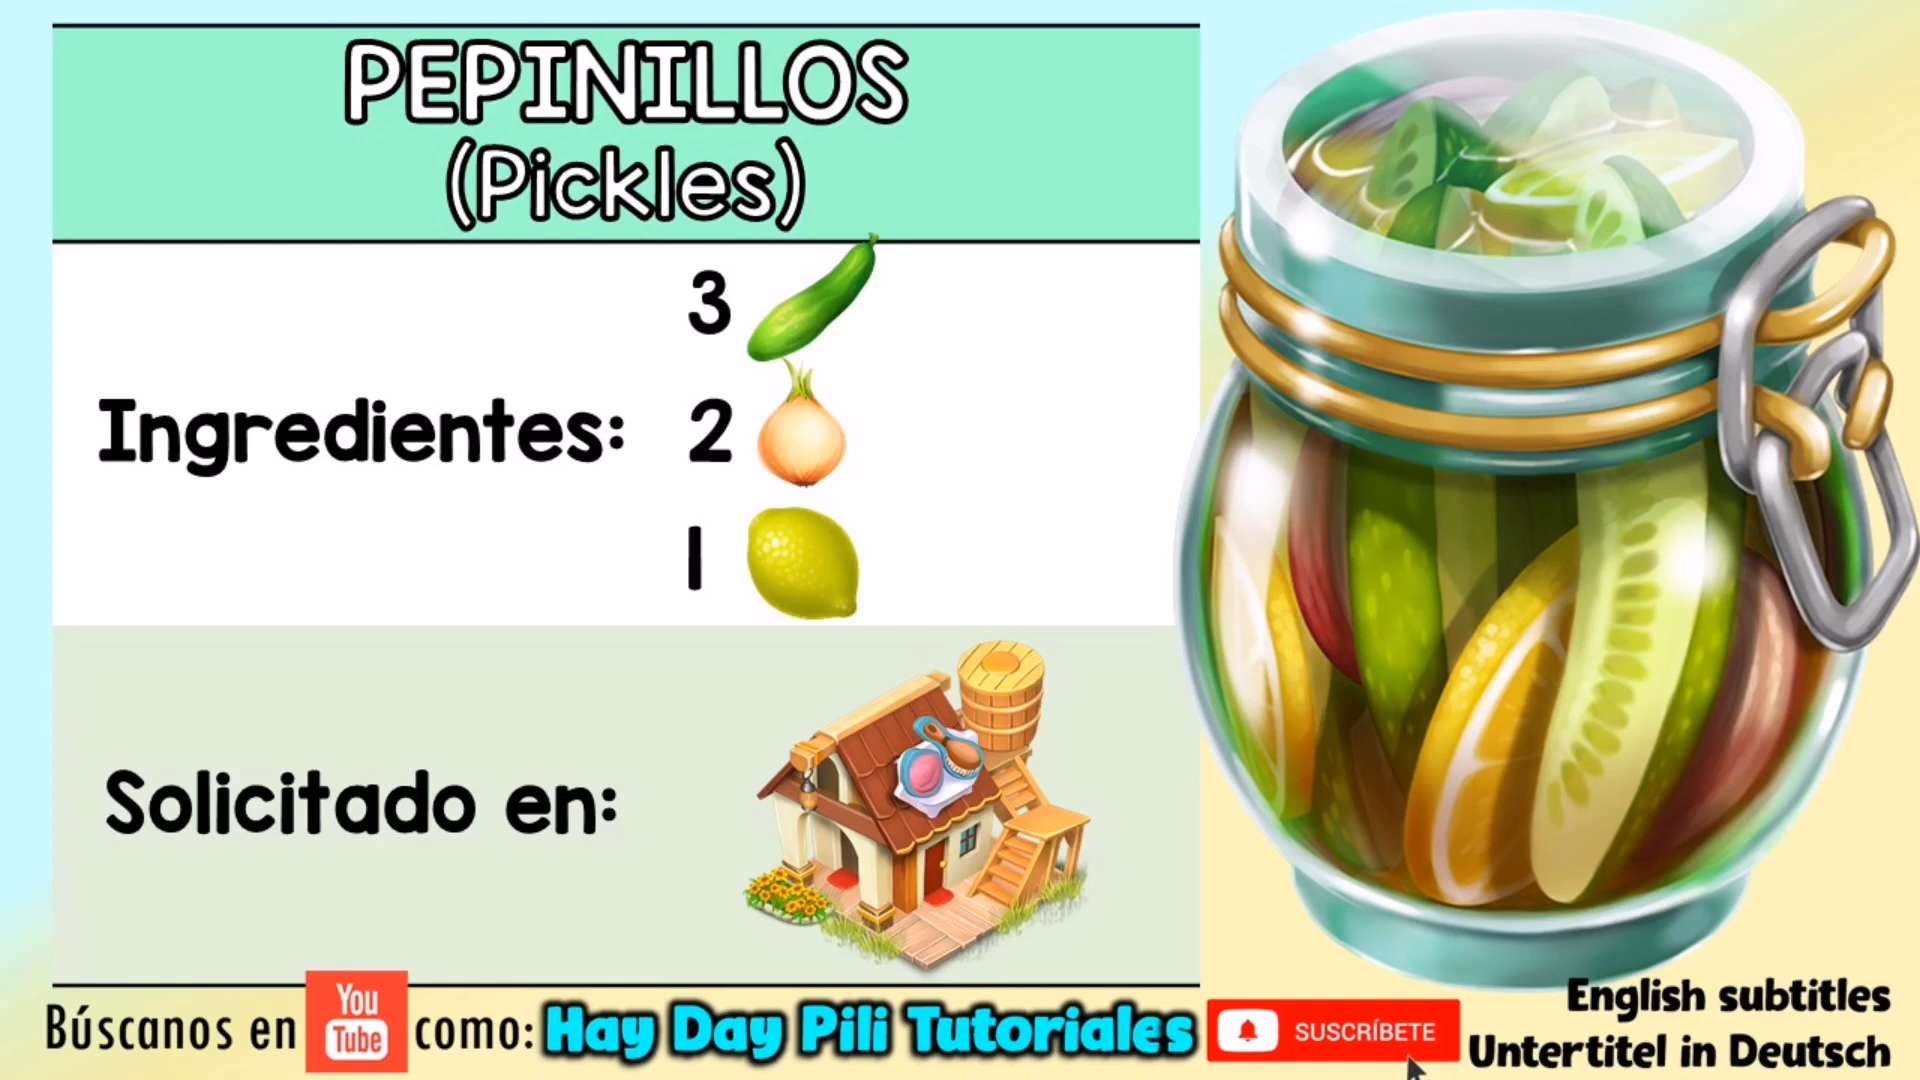 PEPINILLOS
(Pickles)
3
Ingredientes: 2
1
Solicitado en:
Búscanos en You Tube como: Hay Day Pili Tutoriales SUSCRÍBETE
English subtitles
Untertitel in Deutsch